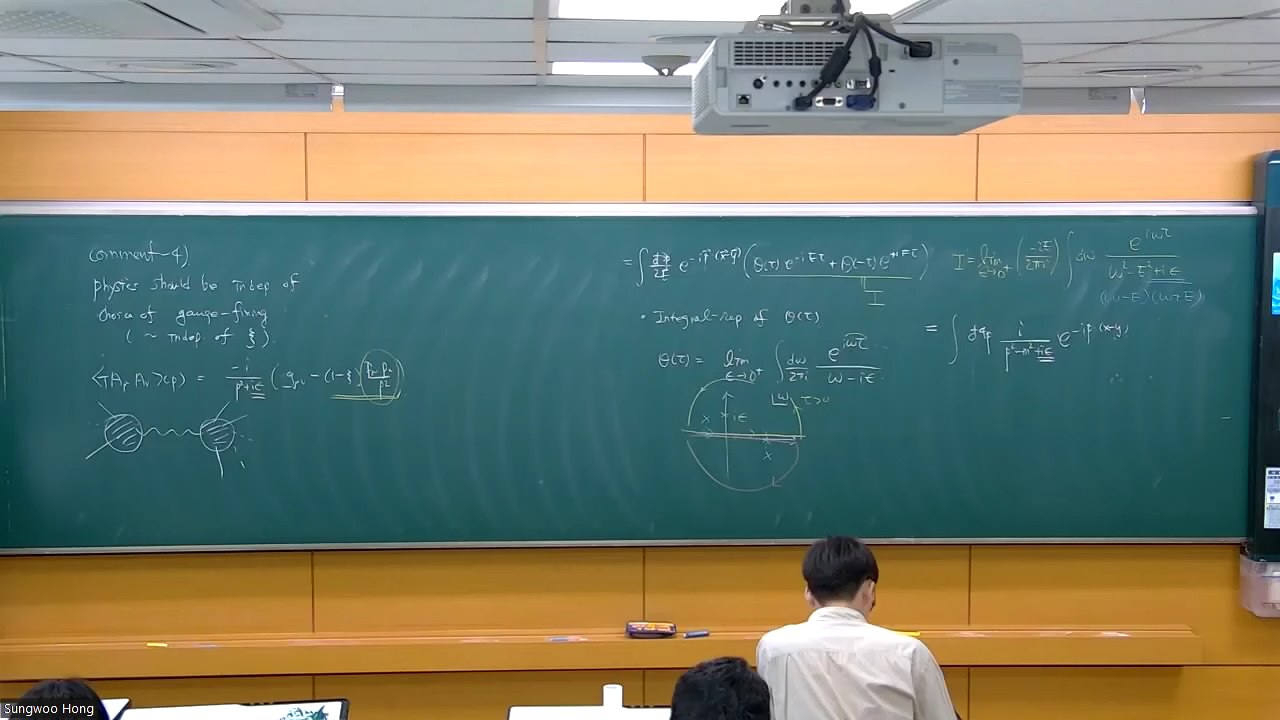 comment-4)
physics should be indep of
choice of gauge-fixing
( ~ indep of ξ ).
<T A_μ A_ν>(p) = -i / p²+iε ( g_μν - (1-ξ) p_μ p_ν / p² )
= ∫ d³p / 2E e^{-i p·(x-y)} ( θ(τ) e^{-iEτ} + θ(-τ) e^{+iEτ} )
I
• Integral-rep of θ(τ)
θ(τ) = lim_{ε→0⁺} ∫ dω / 2πi e^{iωτ} / ω-iε
ω τ>0
x iε
x
I = lim_{ε→0⁺} ( -2E / 2πi ) ∫ dω e^{iωτ} / ω²-E²+iε
(ω-E)(ω+E)
= ∫ d⁴p i / p²-m²+iε e^{-ip·(x-y)}
Sungwoo Hong